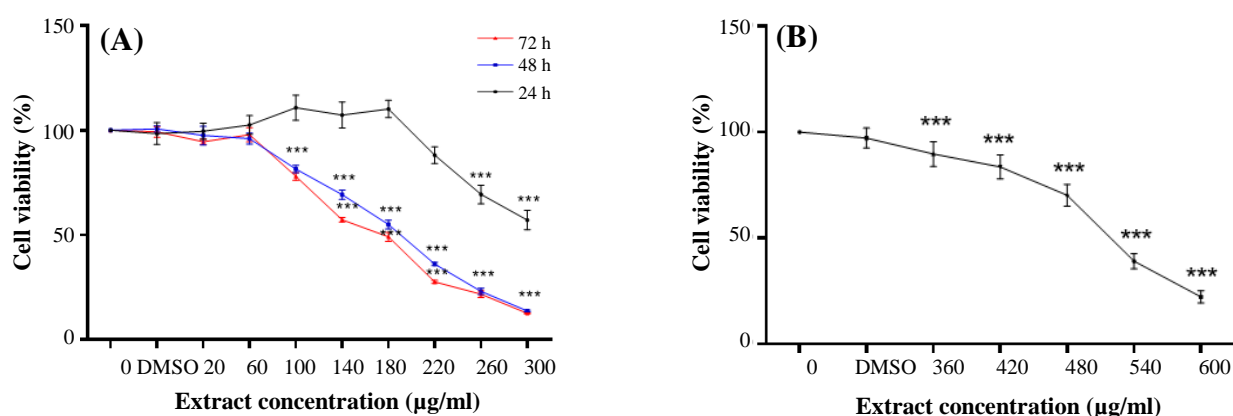 (A)
150
100
50
0
Cell viability (%)
72 h
48 h
24 h
***
***
***
***
***
***
***
***
***
***
***
0 DMSO 20 60 100 140 180 220 260 300
Extract concentration (µg/ml)
(B)
150
100
50
0
Cell viability (%)
***
***
***
***
***
0 DMSO 360 420 480 540 600
Extract concentration (µg/ml)